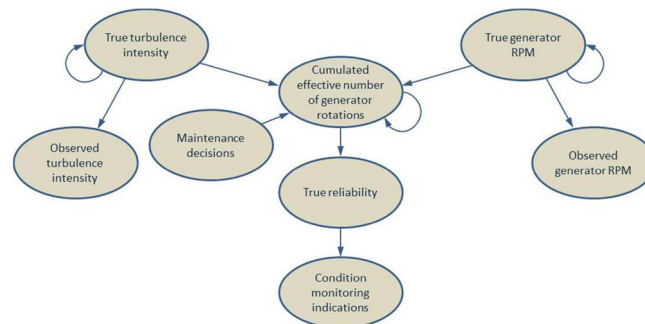 True turbulence
intensity
True generator
RPM
Cumulated
effective number
of generator
rotations
Maintenance
decisions
Observed
turbulence
intensity
Observed
generator RPM
True reliability
Condition
monitoring
indications